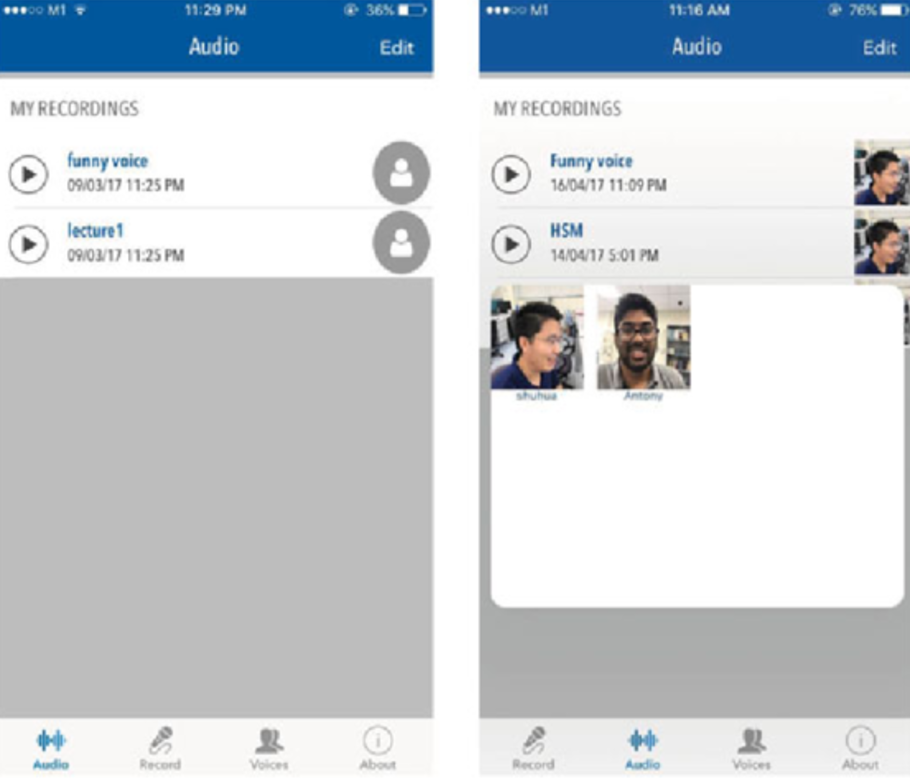 M1 11:29 PM 36%
Audio Edit
MY RECORDINGS
funny voice
09/03/17 11:25 PM
lecture1
09/03/17 11:25 PM
Audio Record Voices About
M1 11:16 AM 76%
Audio Edit
MY RECORDINGS
Funny voice
16/04/17 11:09 PM
HSM
14/04/17 5:01 PM
shuhua Antony
Record Audio Voices About